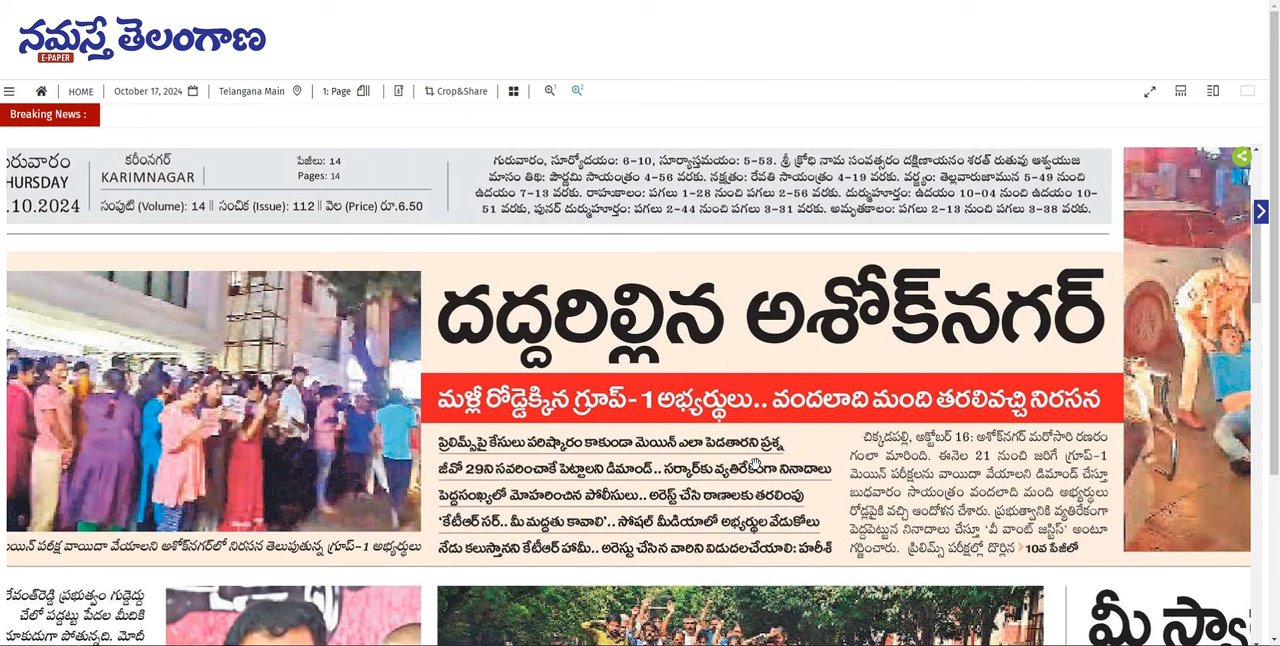 నమస్తే తెలంగాణ
E-PAPER
HOME
October 17, 2024
Telangana Main
1: Page
Crop&Share
Breaking News :
THURSDAY
.10.2024
కరీంనగర్
KARIMNAGAR
పేజీలు: 14
Pages: 14
సంపుటి (Volume): 14 || సంచిక (Issue): 112 || వెల (Price) రూ.6.50
గురువారం, సూర్యోదయం: 6-10, సూర్యాస్తమయం: 5-53. శ్రీ క్రోధి నామ సంవత్సరం దక్షిణాయనం శరత్ రుతువు ఆశ్వయుజ
మాసం తిథి: పౌర్ణమి సాయంత్రం 4-56 వరకు. నక్షత్రం: రేవతి సాయంత్రం 4-19 వరకు. వర్జ్యం: తెల్లవారుజామున 5-49 నుంచి
ఉదయం 7-18 వరకు. రాహుకాలం: పగలు 1-28 నుంచి పగలు 2-56 వరకు. దుర్ముహూర్తం: ఉదయం 10-04 నుంచి ఉదయం 10-
51 వరకు, పునర్ దుర్ముహూర్తం: పగలు 2-44 నుంచి పగలు 3-31 వరకు. అమృతకాలం: పగలు 2-13 నుంచి పగలు 3-38 వరకు.
దద్దరిల్లిన అశోక్‌నగర్
మళ్లీ రోడ్డెక్కిన గ్రూప్-1 అభ్యర్థులు.. వందలాది మంది తరలివచ్చి నిరసన
ప్రిలిమ్స్‌పై కేసులు పరిష్కారం కాకుండా మెయిన్ ఎలా పెడతారని ప్రశ్న
జీవో 29ని సవరించాకే పెట్టాలని డిమాండ్.. సర్కార్‌కు వ్యతిరేకంగా నినాదాలు
పెద్దసంఖ్యలో మోహరించిన పోలీసులు.. అరెస్ట్ చేసి ఠాణాలకు తరలింపు
‘కేటీఆర్ సర్.. మీ మద్దతు కావాలి’.. సోషల్ మీడియాలో అభ్యర్థుల వేడుకోలు
నేడు కలుస్తానని కేటీఆర్ హామీ.. అరెస్టు చేసిన వారిని విడుదలచేయాలి: హరీశ్
చిక్కడపల్లి, అక్టోబర్ 16: అశోక్‌నగర్ మరోసారి రణరం
గంలా మారింది. ఈనెల 21 నుంచి జరిగే గ్రూప్-1
మెయిన్ పరీక్షలను వాయిదా వేయాలని డిమాండ్ చేస్తూ
బుధవారం సాయంత్రం వందలాది మంది అభ్యర్థులు
రోడ్లపైకి వచ్చి ఆందోళన చేశారు. ప్రభుత్వానికి వ్యతిరేకంగా
పెద్దపెట్టున నినాదాలు చేస్తూ ‘వీ వాంట్ జస్టిస్’ అంటూ
గర్జించారు. ప్రిలిమ్స్ పరీక్షల్లో దొర్లిన > 10వ పేజీలో
మెయిన్ పరీక్ష వాయిదా వేయాలని అశోక్‌నగర్‌లో నిరసన తెలుపుతున్న గ్రూప్-1 అభ్యర్థులు
రేవంత్‌రెడ్డి ప్రభుత్వం గుడ్డెద్దు
చేలో పడ్డట్టు పేదల మీదికి
పోతున్నది. మోదీ
మీ స్వా